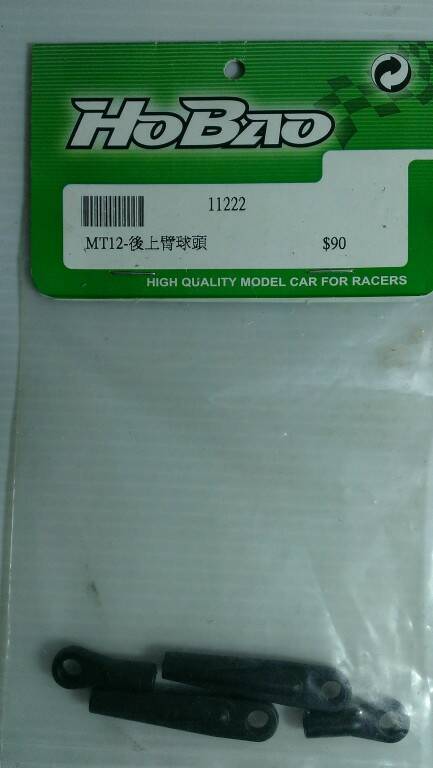 HOBAO
11222
MT12-後上臂球頭 $90
HIGH QUALITY MODEL CAR FOR RACERS